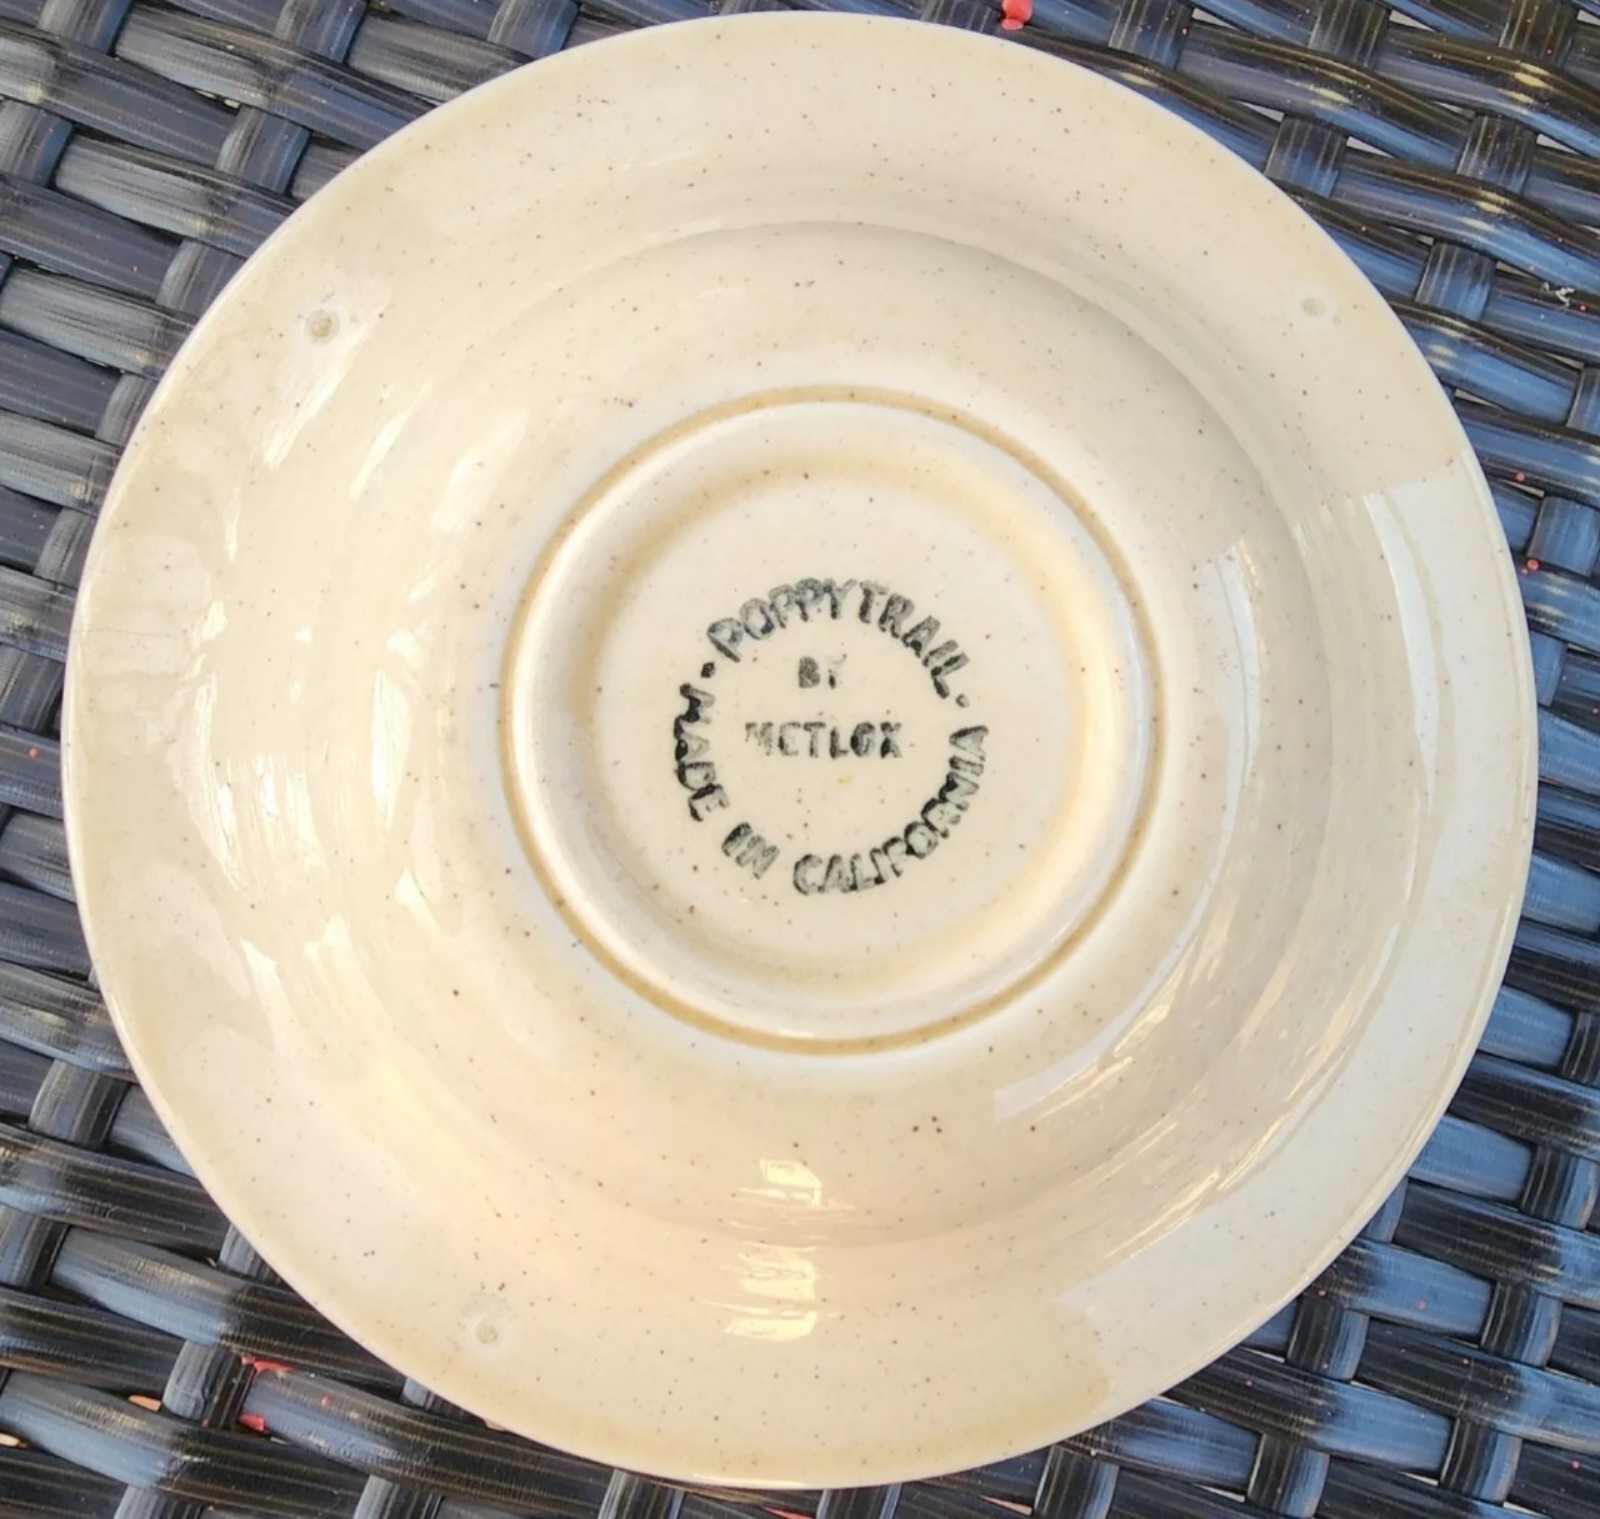 · POPPYTRAIL ·
BY
METLOX
MADE IN CALIFORNIA